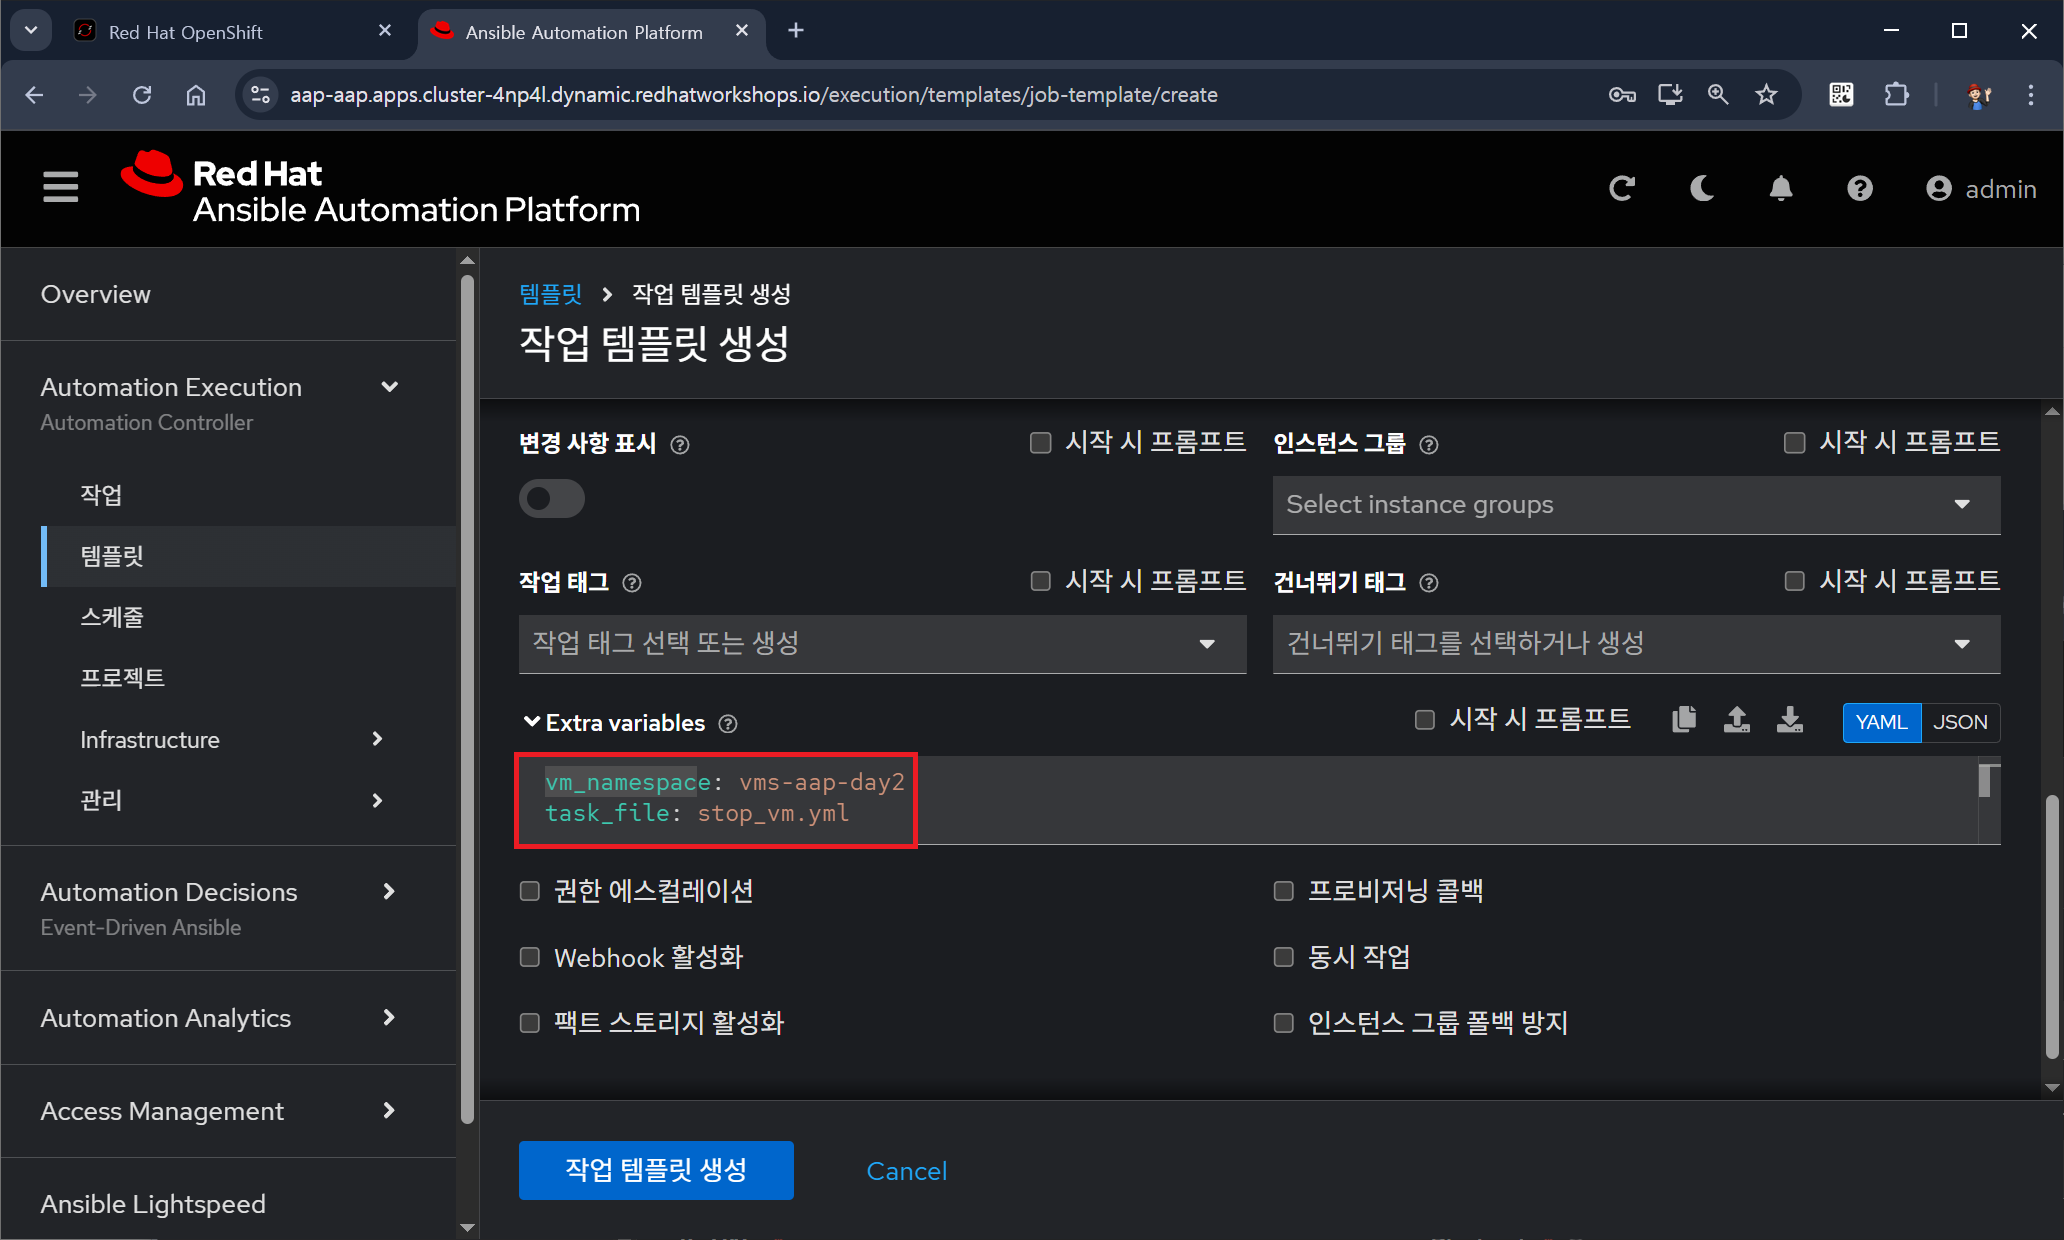 Red Hat OpenShift
Ansible Automation Platform
aap-aap.apps.cluster-4np4l.dynamic.redhatworkshops.io/execution/templates/job-template/create
Red Hat
Ansible Automation Platform
admin
Overview
Automation Execution
Automation Controller
작업
템플릿
스케줄
프로젝트
Infrastructure
관리
Automation Decisions
Event-Driven Ansible
Automation Analytics
Access Management
Ansible Lightspeed
템플릿 > 작업 템플릿 생성
작업 템플릿 생성
변경 사항 표시 시작 시 프롬프트
인스턴스 그룹 시작 시 프롬프트
Select instance groups
작업 태그 시작 시 프롬프트
작업 태그 선택 또는 생성
건너뛰기 태그 시작 시 프롬프트
건너뛰기 태그를 선택하거나 생성
Extra variables 시작 시 프롬프트 YAML JSON
vm_namespace: vms-aap-day2
task_file: stop_vm.yml
권한 에스컬레이션
프로비저닝 콜백
Webhook 활성화
동시 작업
팩트 스토리지 활성화
인스턴스 그룹 폴백 방지
작업 템플릿 생성
Cancel